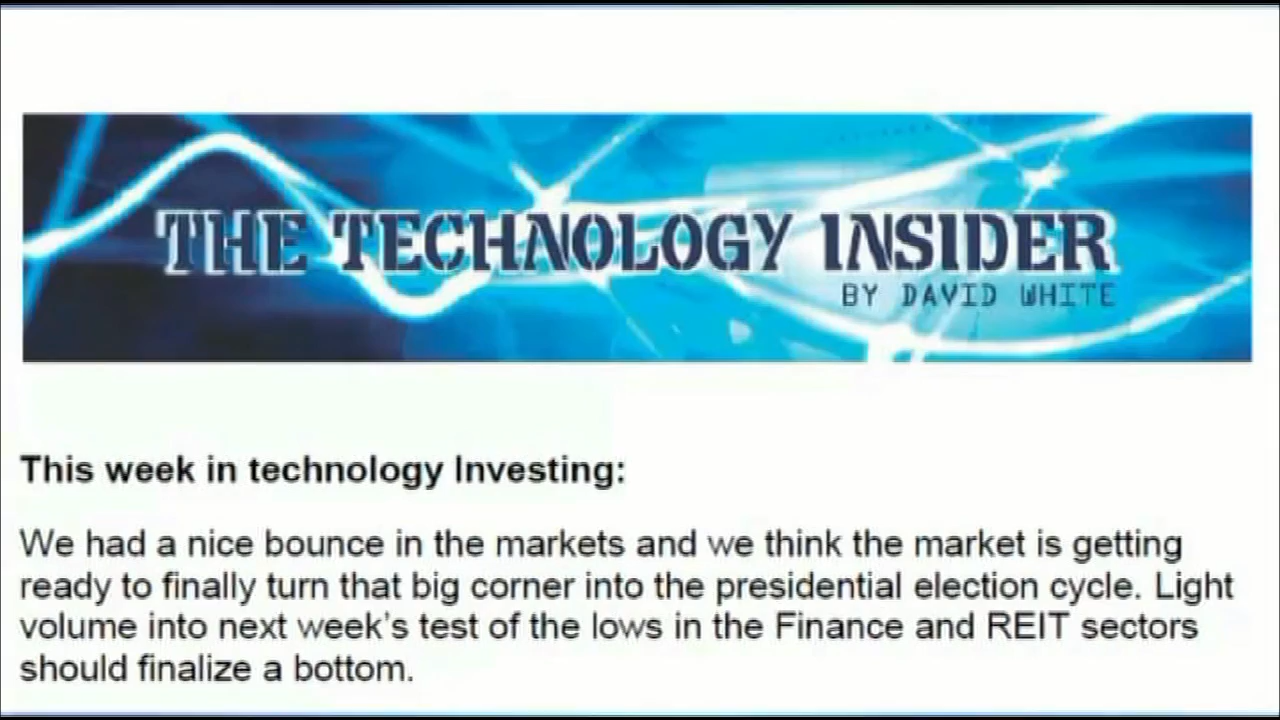 THE TECHNOLOGY INSIDER
BY DAVID WHITE
This week in technology Investing:
We had a nice bounce in the markets and we think the market is getting
ready to finally turn that big corner into the presidential election cycle. Light
volume into next week's test of the lows in the Finance and REIT sectors
should finalize a bottom.